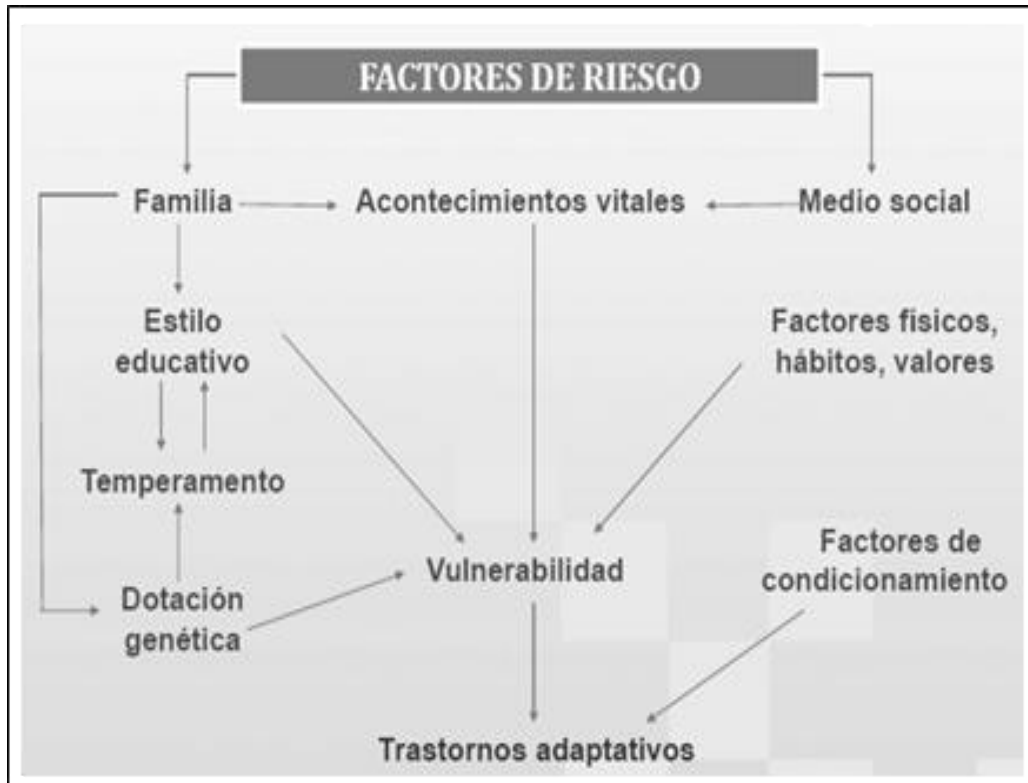 FACTORES DE RIESGO
Familia
Acontecimientos vitales
Medio social
Estilo
educativo
Factores físicos,
hábitos, valores
Temperamento
Vulnerabilidad
Factores de
condicionamiento
Dotación
genética
Trastornos adaptativos